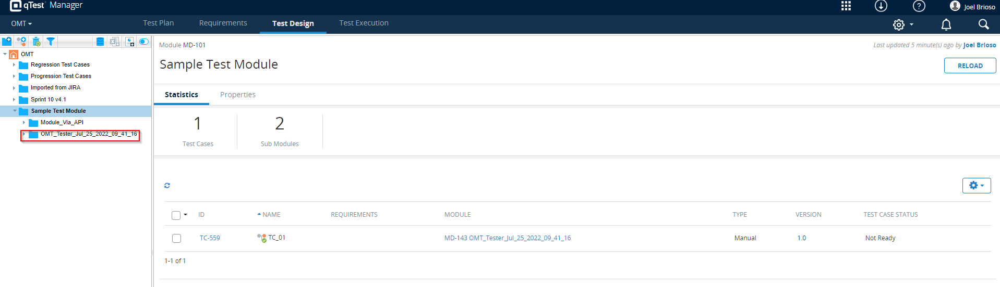 qTest Manager
Joel Brioso
OMT
Test Plan
Requirements
Test Design
Test Execution
OMT
Regression Test Cases
Progression Test Cases
Imported from JIRA
Sprint 10 v4.1
Sample Test Module
Module_Via_API
OMT_Tester_Jul_25_2022_09_41_16
Module MD-101
Last updated 5 minute(s) ago by Joel Brioso
Sample Test Module
RELOAD
Statistics
Properties
1
Test Cases
2
Sub Modules
ID NAME REQUIREMENTS MODULE TYPE VERSION TEST CASE STATUS
TC-559 TC_01 MD-143 OMT_Tester_Jul_25_2022_09_41_16 Manual 1.0 Not Ready
1-1 of 1